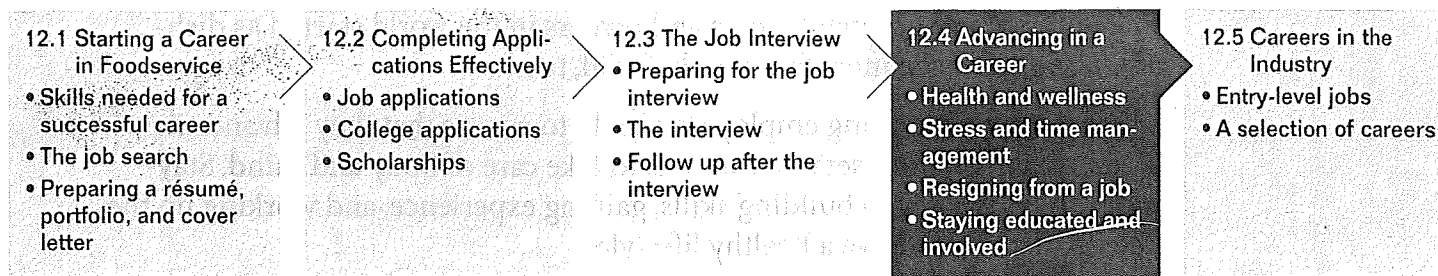 12.1 Starting a Career
in Foodservice
• Skills needed for a
successful career
• The job search
• Preparing a résumé,
portfolio, and cover
letter
12.2 Completing Appli-
cations Effectively
• Job applications
• College applications
• Scholarships
12.3 The Job Interview
• Preparing for the job
interview
• The interview
• Follow up after the
interview
12.4 Advancing in a
Career
• Health and wellness
• Stress and time man-
agement
• Resigning from a job
• Staying educated and
involved
12.5 Careers in the
Industry
• Entry-level jobs
• A selection of careers